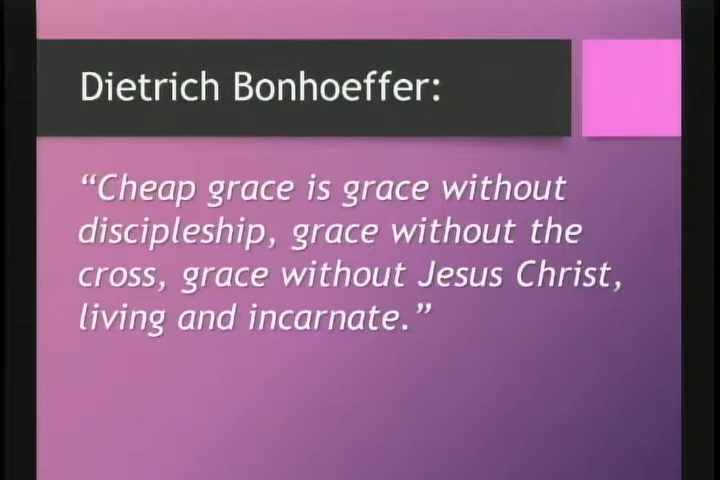 Dietrich Bonhoeffer:
“Cheap grace is grace without
discipleship, grace without the
cross, grace without Jesus Christ,
living and incarnate.”